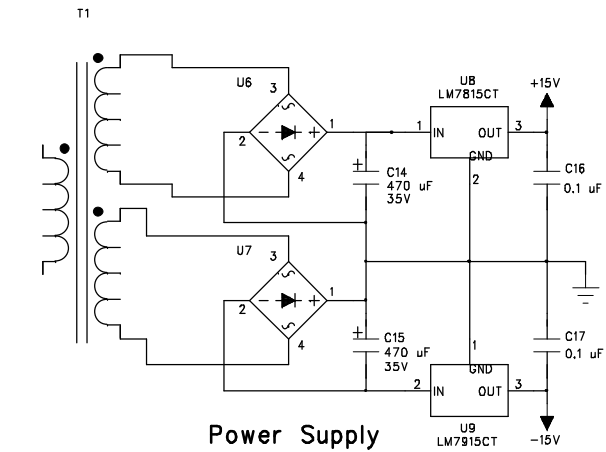 T1
U6
3
1
2
4
U8
LM7815CT
+15V
1
IN
OUT
3
GND
2
C14
470 uF
35V
C16
0.1 uF
U7
3
1
2
4
C15
470 uF
35V
C17
0.1 uF
1
GND
2
IN
OUT
3
U9
LM7915CT
-15V
Power Supply